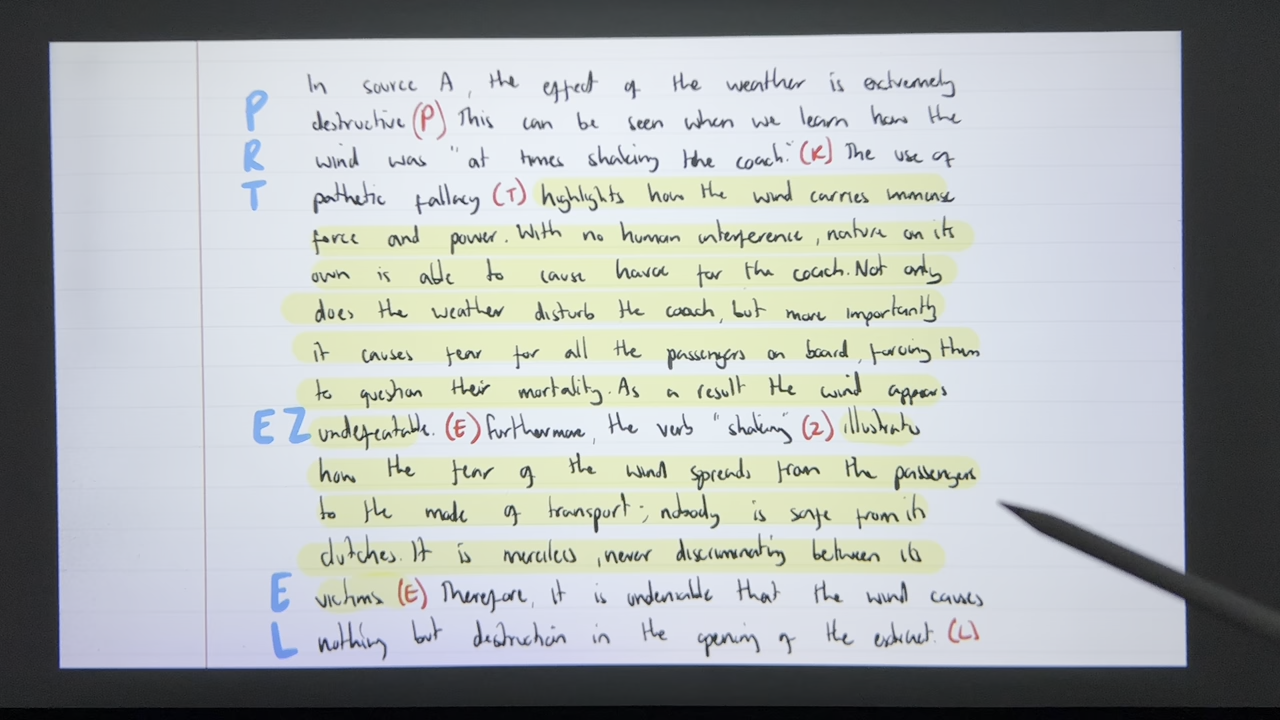 In source A, the effect of the weather is extremely
P destructive (P) This can be seen when we learn how the
R wind was "at times shaking the coach." (R) The use of
T pathetic fallacy (T) highlights how the wind carries immense
force and power. With no human interference, nature on its
own is able to cause havoc for the coach. Not only
does the weather disturb the coach, but more importantly
it causes fear for all the passengers on board, forcing them
to question their mortality. As a result the wind appears
E Z undefeatable. (E) Furthermore, the verb "shaking" (Z) illustrates
how the fear of the wind spreads from the passengers
to the mode of transport; nobody is safe from its
clutches. It is merciless, never discriminating between its
E victims (E) Therefore, it is undeniable that the wind causes
L nothing but destruction in the opening of the extract. (L)